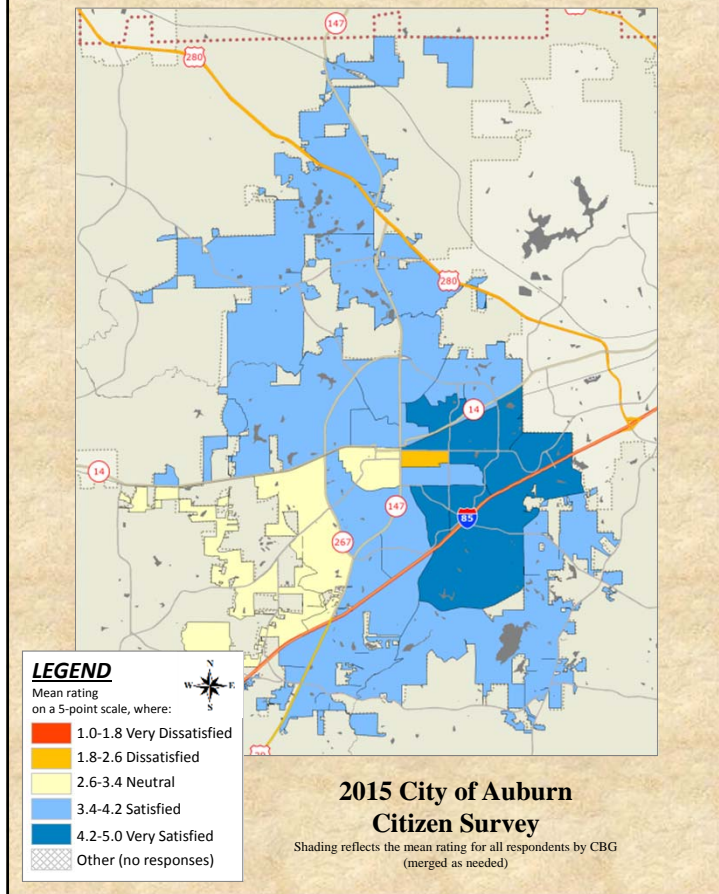 147
280
280
14
14
147
85
267
LEGEND
N
W E
S
Mean rating
on a 5-point scale, where:
1.0-1.8 Very Dissatisfied
1.8-2.6 Dissatisfied
2.6-3.4 Neutral
3.4-4.2 Satisfied
4.2-5.0 Very Satisfied
Other (no responses)
2015 City of Auburn
Citizen Survey
Shading reflects the mean rating for all respondents by CBG
(merged as needed)